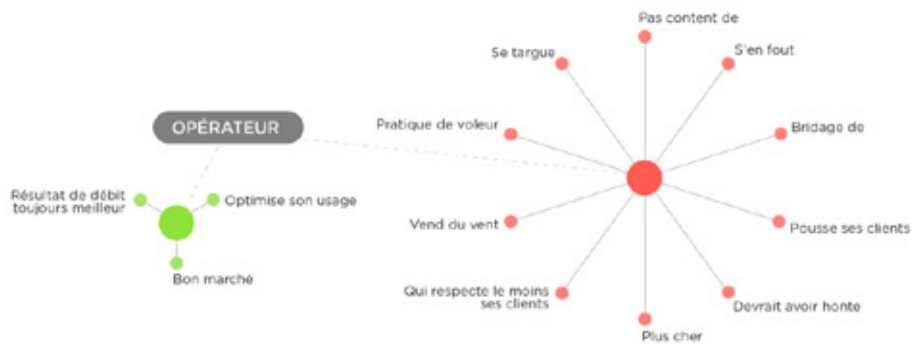 Pas content de
Se targue
S'en fout
OPÉRATEUR
Pratique de voleur
Bridage de
Résultat de débit
toujours meilleur
Optimise son usage
Vend du vent
Pousse ses clients
Bon marché
Qui respecte le moins
ses clients
Devrait avoir honte
Plus cher